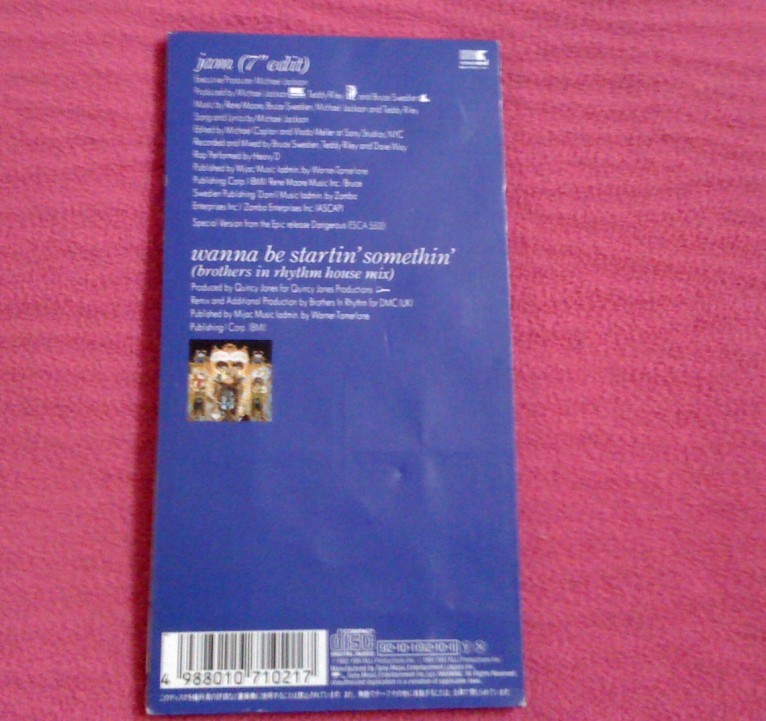 jam (7" edit)
Executive Producer: Michael Jackson
Produced by Michael Jackson, Teddy Riley and Bruce Swedien
Music by Rene Moore, Bruce Swedien, Michael Jackson and Teddy Riley
Song and Lyrics by Michael Jackson
Edited by Michael Caplan and Vlado Meller at Sony Studios, NYC
Recorded and Mixed by Bruce Swedien, Teddy Riley and Dave Way
Rap Performed by Heavy D
Published by Mijac Music (admin. by Warner-Tamerlane
Publishing Corp.) (BMI) Rene Moore Music Inc. / Bruce
Swedien Publishing Donril Music (admin. by Zomba
Enterprises Inc.) Zomba Enterprises Inc. (ASCAP)
Special Version from the Epic release Dangerous (ESCA
wanna be startin' somethin'
(brothers in rhythm house mix)
Produced by Quincy Jones for Quincy Jones Productions
Remix and Additional Production by Brothers In Rhythm for DMC (UK)
Published by Mijac Music (admin. by Warner-Tamerlane
Publishing) Corp. (BMI)
disc
DIGITAL AUDIO
4 988010 710217